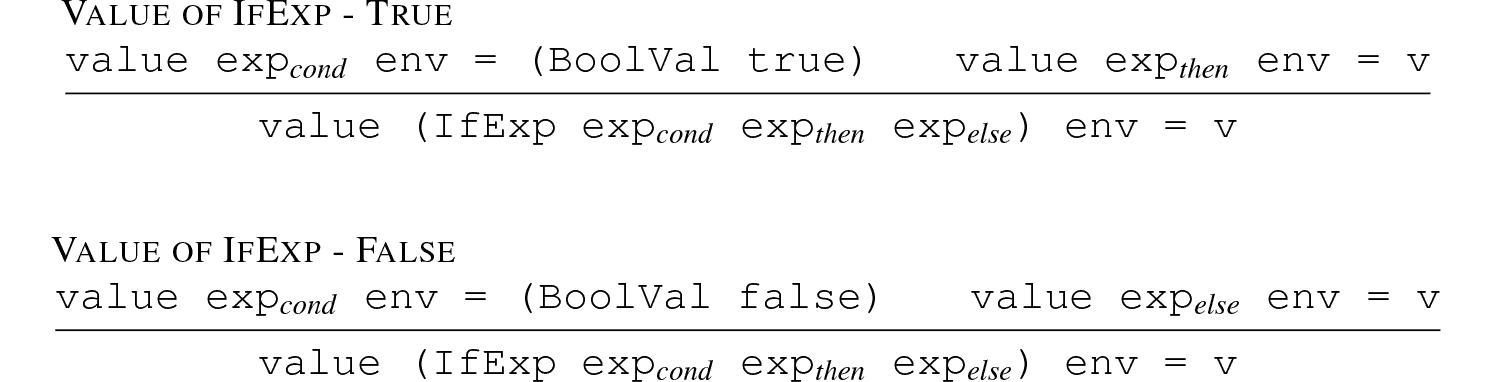 VALUE OF IFEXP - TRUE
value exp_cond env = (BoolVal true) value exp_then env = v
value (IfExp exp_cond exp_then exp_else) env = v
VALUE OF IFEXP - FALSE
value exp_cond env = (BoolVal false) value exp_else env = v
value (IfExp exp_cond exp_then exp_else) env = v